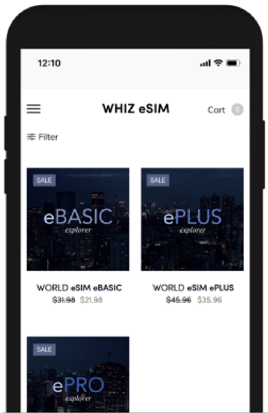 12:10
WHIZ eSIM
Cart 0
Filter
SALE
eBASIC
explorer
SALE
ePLUS
explorer
WORLD eSIM eBASIC
$31.98 $21.98
WORLD eSIM ePLUS
$45.96 $35.96
SALE
ePRO
explorer